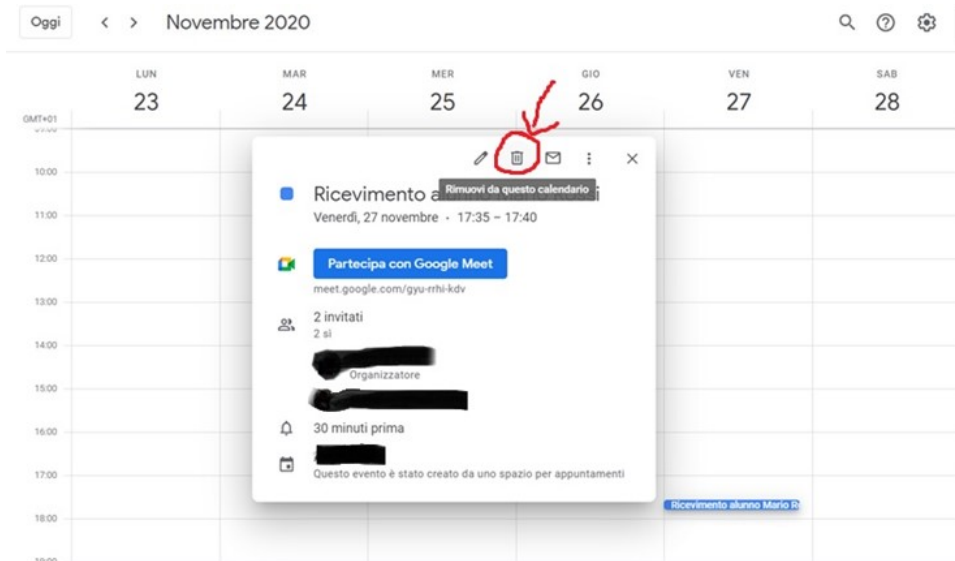 Oggi
Novembre 2020
LUN MAR MER GIO VEN SAB
23 24 25 26 27 28
GMT+01
10:00
Rimuovi da questo calendario
Ricevimento alunno Mario Rossi
11:00
Venerdì, 27 novembre - 17:35 – 17:40
12:00
Partecipa con Google Meet
meet.google.com/gyu-rrhi-kdv
13:00
2 invitati
2 sì
14:00
Organizzatore
15:00
16:00
30 minuti prima
17:00
Questo evento è stato creato da uno spazio per appuntamenti
Ricevimento alunno Mario R
18:00